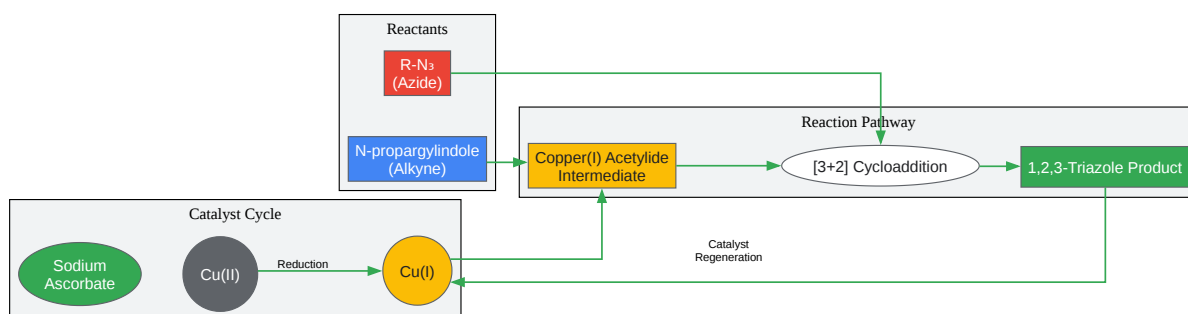 Reactants
R-N₃
(Azide)
N-propargylindole
(Alkyne)
Reaction Pathway
Copper(I) Acetylide
Intermediate
[3+2] Cycloaddition
1,2,3-Triazole Product
Catalyst Cycle
Sodium
Ascorbate
Cu(II)
Reduction
Cu(I)
Catalyst
Regeneration